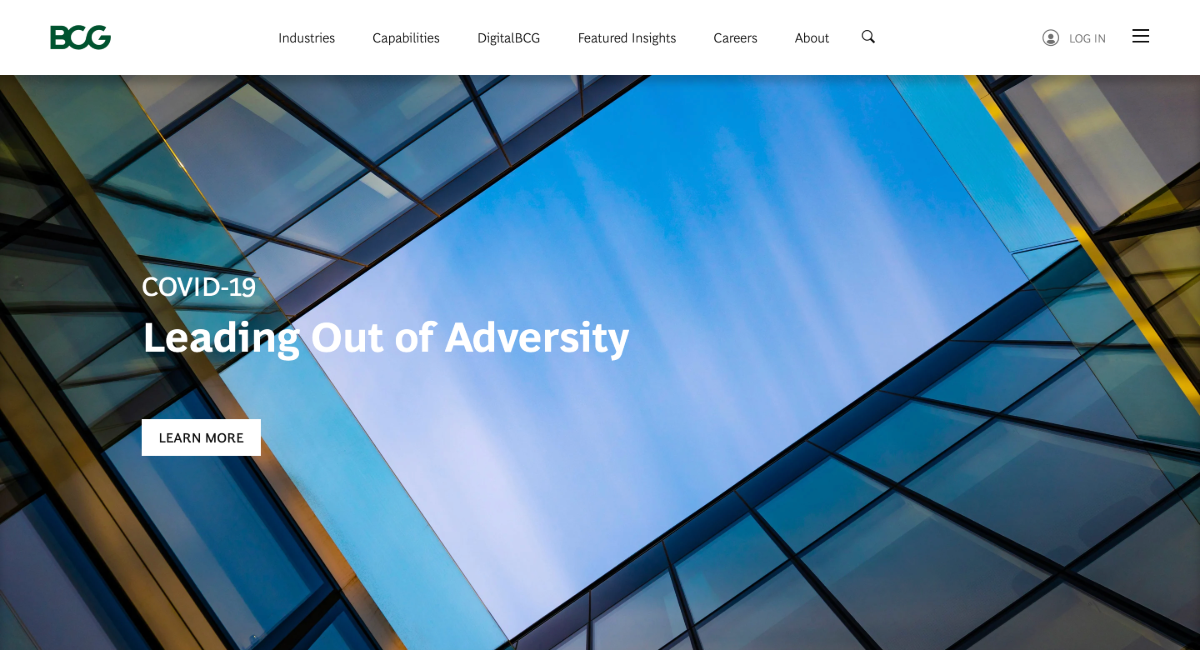 BCG
Industries Capabilities DigitalBCG Featured Insights Careers About LOG IN
COVID-19
Leading Out of Adversity
LEARN MORE